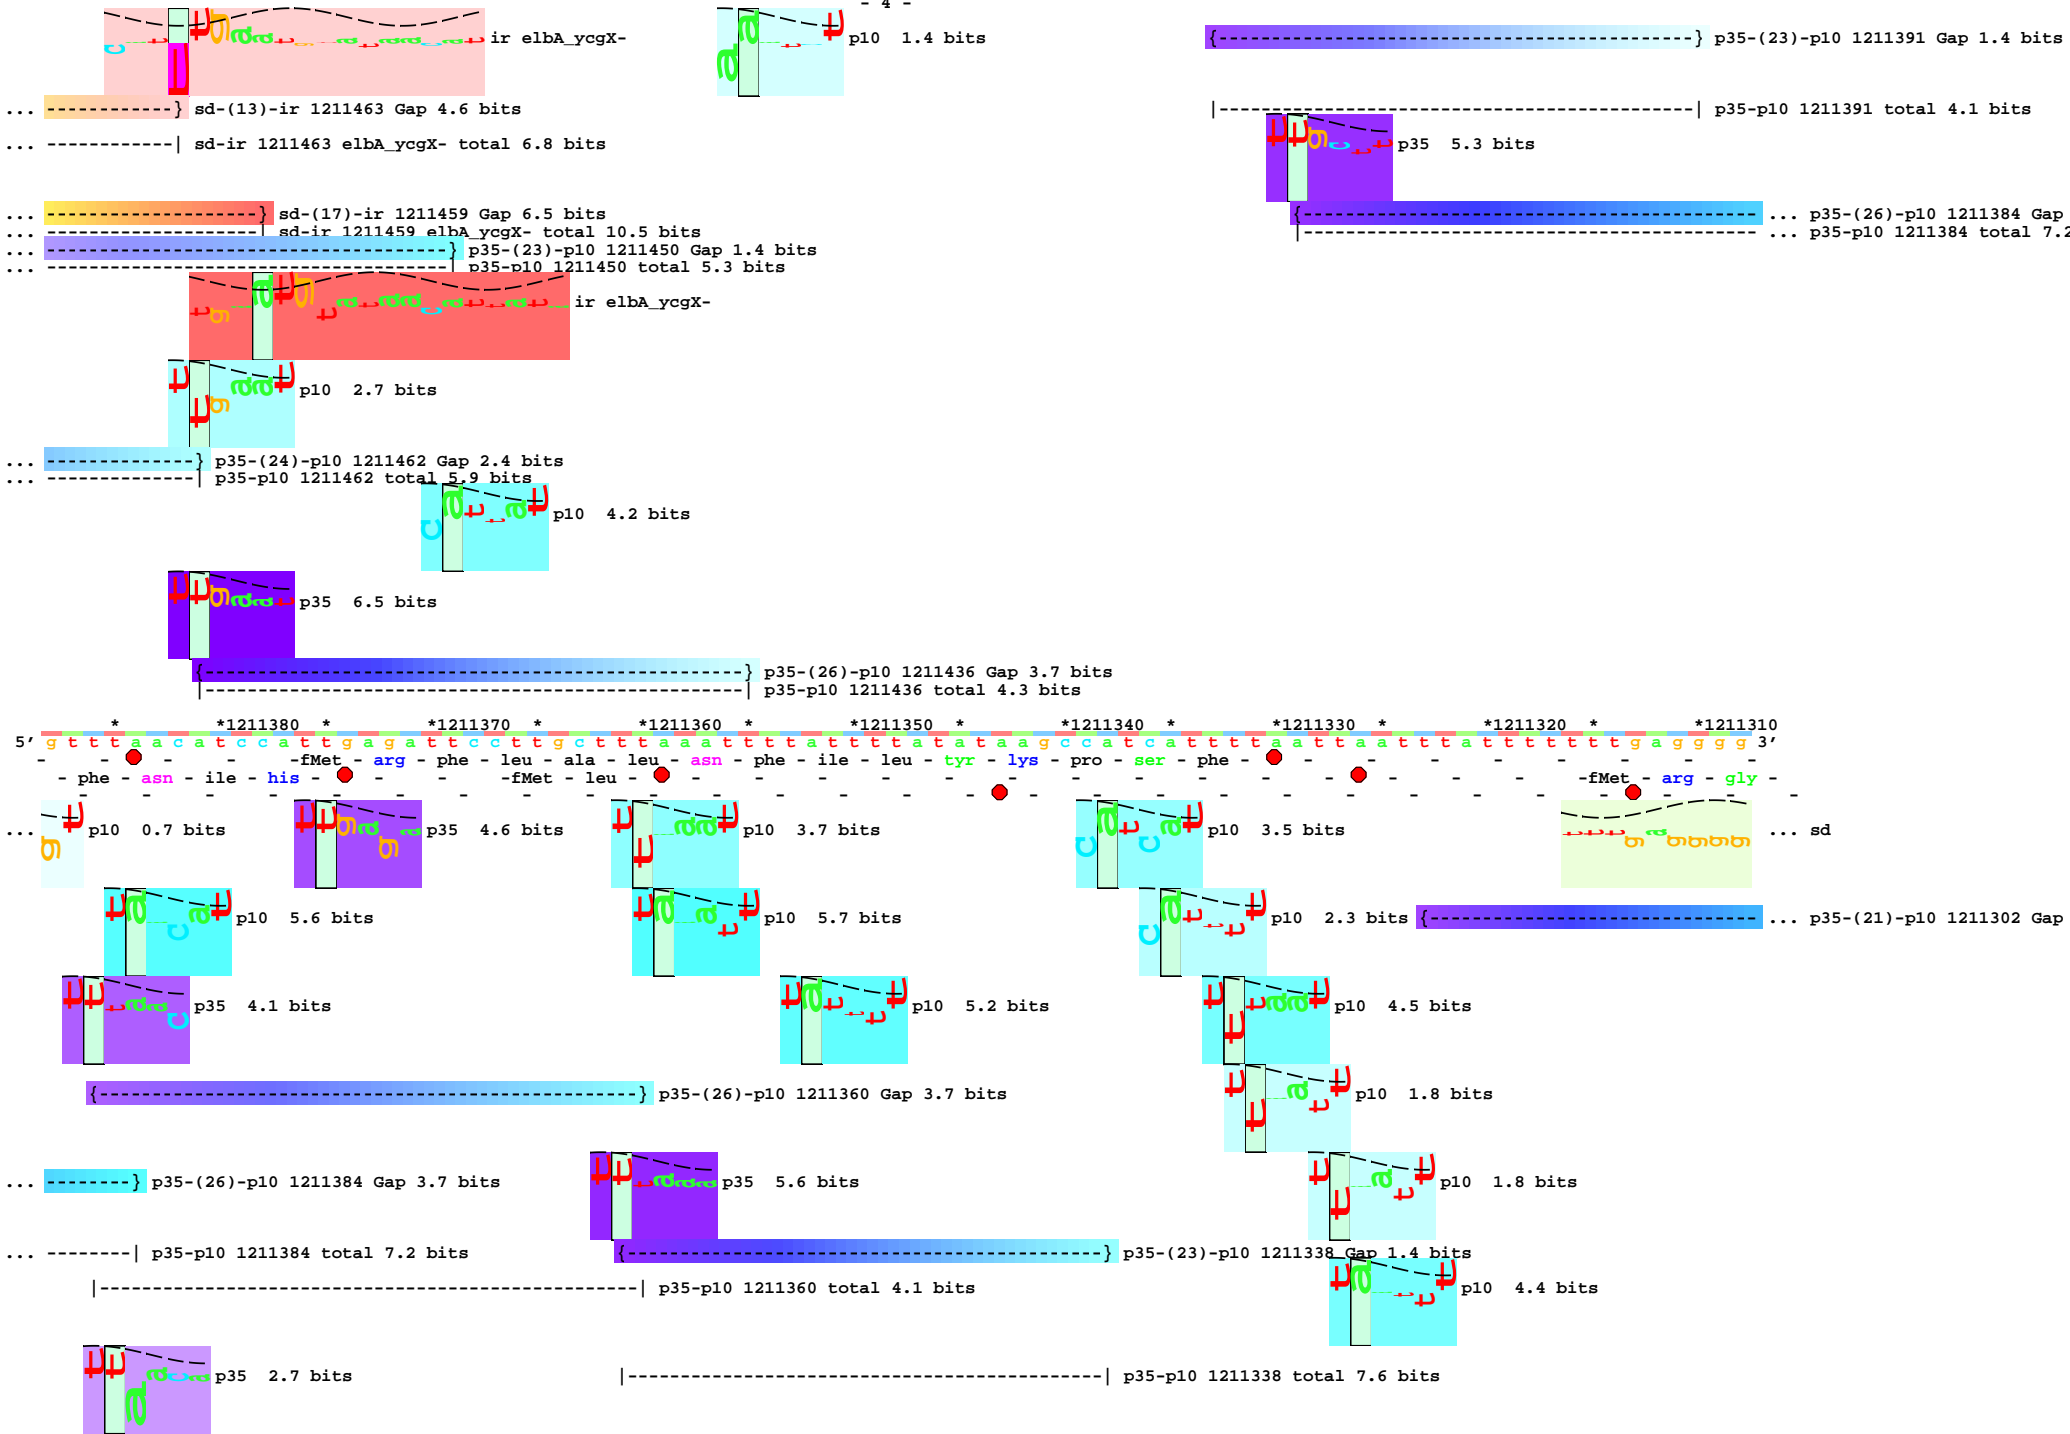 - 4 -
ir elbA_ycgX-
p10 1.4 bits
{----------------------------------------------} p35-(23)-p10 1211391 Gap 1.4 bits
... ------------} sd-(13)-ir 1211463 Gap 4.6 bits
|---------------------------------------------| p35-p10 1211391 total 4.1 bits
... ------------| sd-ir 1211463 elbA_ycgX- total 6.8 bits
p35 5.3 bits
... --------------------} sd-(17)-ir 1211459 Gap 6.5 bits
{-------------------------------------------- ... p35-(26)-p10 1211384 Gap
... --------------------| sd-ir 1211459 elbA_ycgX- total 10.5 bits
|-------------------------------------------- ... p35-p10 1211384 total 7.2
... --------------------------------------} p35-(23)-p10 1211450 Gap 1.4 bits
... --------------------------------------| p35-p10 1211450 total 5.3 bits
ir elbA_ycgX-
p10 2.7 bits
... --------------} p35-(24)-p10 1211462 Gap 2.4 bits
... --------------| p35-p10 1211462 total 5.9 bits
p10 4.2 bits
p35 6.5 bits
{----------------------------------------------------} p35-(26)-p10 1211436 Gap 3.7 bits
|---------------------------------------------------| p35-p10 1211436 total 4.3 bits
* *1211380 * *1211370 * *1211360 * *1211350 * *1211340 * *1211330 * *1211320 * *1211310
5' g t t t a a c a t c c a t t g a g a t t c c t t g c t t t a a a t t t t a t t t t a t a t a a g c c a t c a t t t t a a t t a a t t t a t t t t t t t g a g g g g 3'
-fMet - arg - phe - leu - ala - leu - asn - phe - ile - leu - tyr - lys - pro - ser - phe -
- phe - asn - ile - his - -fMet - leu - -fMet - arg - gly -
... p10 0.7 bits
p35 4.6 bits
p10 3.7 bits
p10 3.5 bits
... sd
p10 5.6 bits
p10 5.7 bits
p10 2.3 bits
{------------------------------- ... p35-(21)-p10 1211302 Gap
p35 4.1 bits
p10 5.2 bits
p10 4.5 bits
{---------------------------------------------------} p35-(26)-p10 1211360 Gap 3.7 bits
p10 1.8 bits
... --------} p35-(26)-p10 1211384 Gap 3.7 bits
p35 5.6 bits
p10 1.8 bits
... --------| p35-p10 1211384 total 7.2 bits
{---------------------------------------------} p35-(23)-p10 1211338 Gap 1.4 bits
|---------------------------------------------------| p35-p10 1211360 total 4.1 bits
p10 4.4 bits
p35 2.7 bits
|---------------------------------------------| p35-p10 1211338 total 7.6 bits